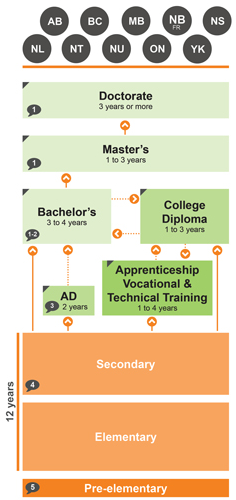 AB BC MB NB FR NS
NL NT NU ON YK
Doctorate
3 years or more
1
Master's
1 to 3 years
1
Bachelor's
3 to 4 years
1-2
College
Diploma
1 to 3 years
AD
2 years
3
Apprenticeship
Vocational &
Technical Training
1 to 4 years
12 years
Secondary
4
Elementary
Pre-elementary
5